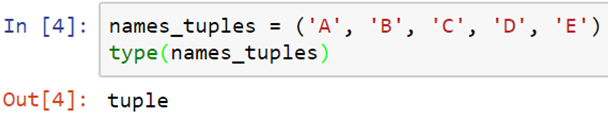 In [4]: names_tuples = ('A', 'B', 'C', 'D', 'E')
type(names_tuples)
Out[4]: tuple